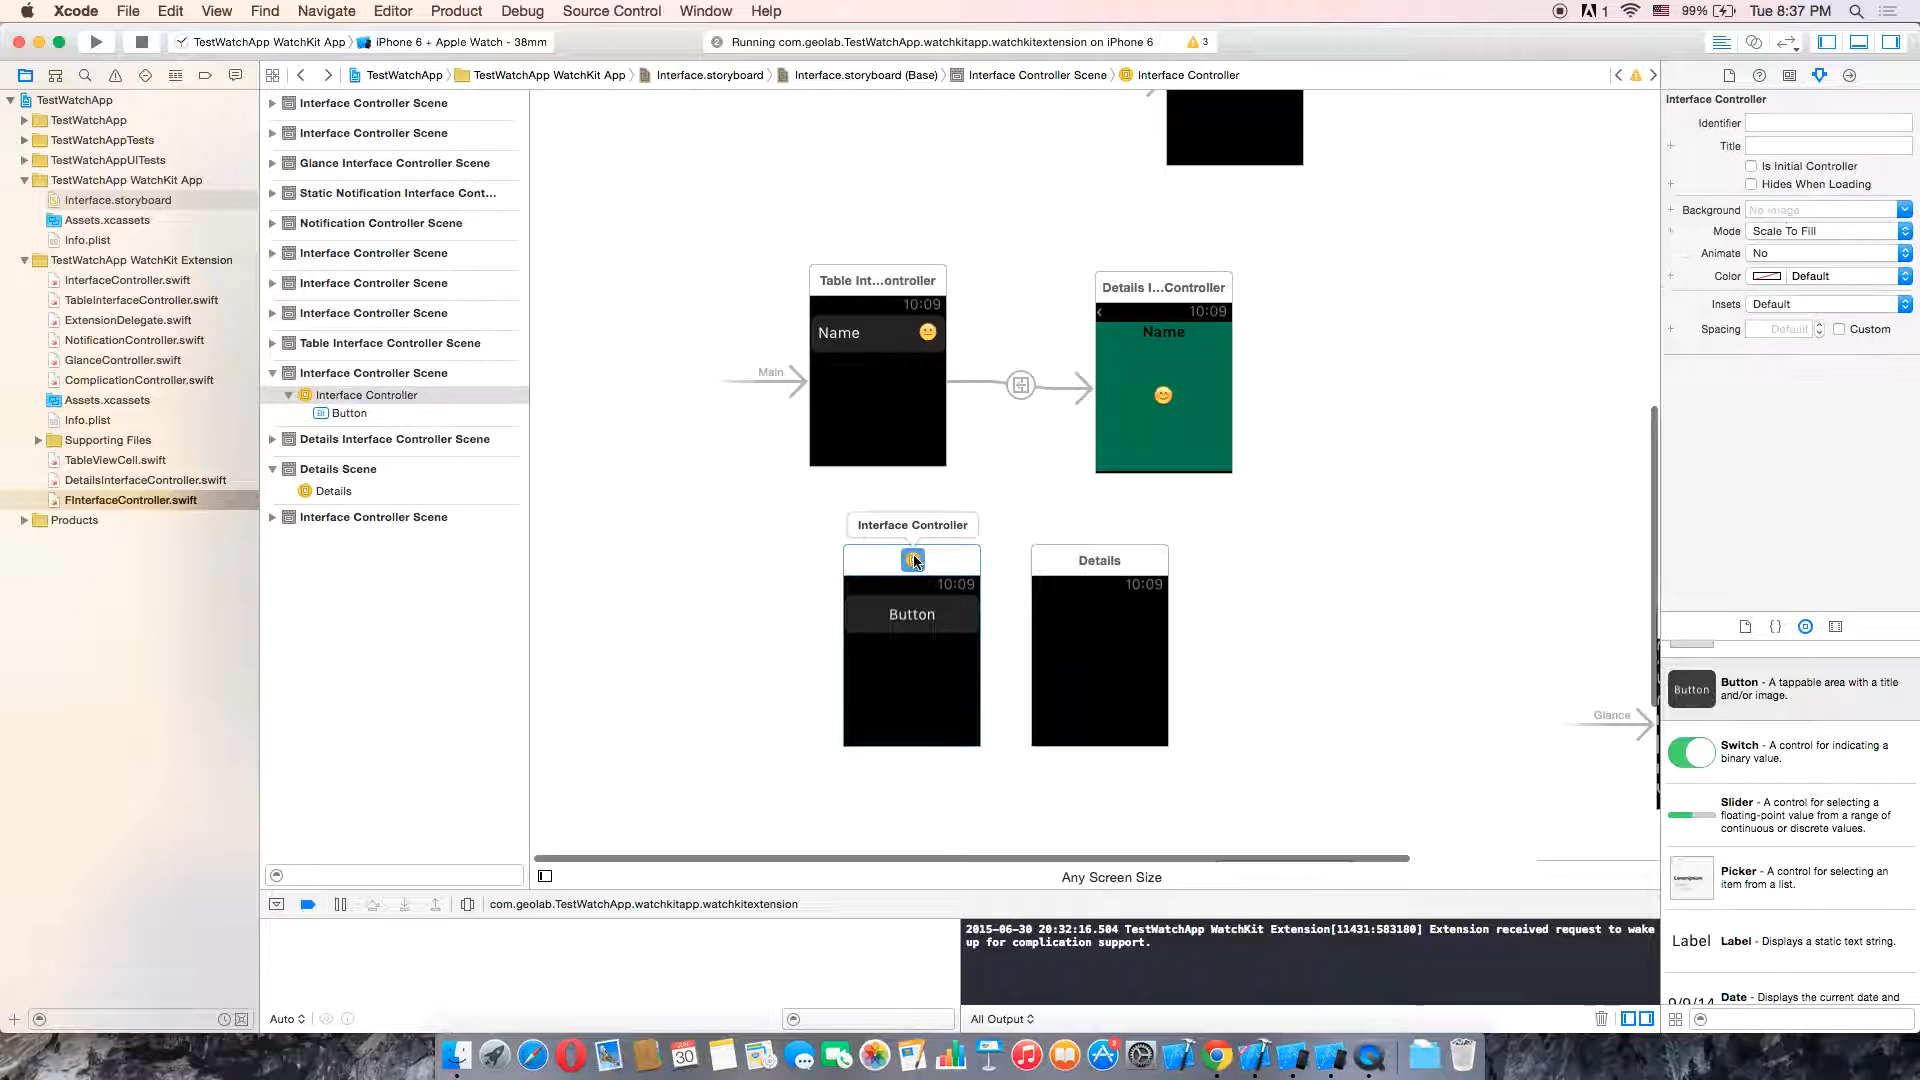 Xcode File Edit View Find Navigate Editor Product Debug Source Control Window Help 1 99% Tue 8:37 PM
TestWatchApp WatchKit App iPhone 6 + Apple Watch - 38mm 2 Running com.geolab.TestWatchApp.watchkitapp.watchkitextension on iPhone 6 3
TestWatchApp TestWatchApp WatchKit App Interface.storyboard Interface.storyboard (Base) Interface Controller Scene Interface Controller
TestWatchApp
TestWatchApp
TestWatchAppTests
TestWatchAppUITests
TestWatchApp WatchKit App
Interface.storyboard
Assets.xcassets
Info.plist
TestWatchApp WatchKit Extension
InterfaceController.swift
TableInterfaceController.swift
ExtensionDelegate.swift
NotificationController.swift
GlanceController.swift
ComplicationController.swift
Assets.xcassets
Info.plist
Supporting Files
TableViewCell.swift
DetailsInterfaceController.swift
FInterfaceController.swift
Products
Interface Controller Scene
Interface Controller Scene
Glance Interface Controller Scene
Static Notification Interface Cont...
Notification Controller Scene
Interface Controller Scene
Interface Controller Scene
Interface Controller Scene
Table Interface Controller Scene
Interface Controller Scene
Interface Controller
Button
Details Interface Controller Scene
Details Scene
Details
Interface Controller Scene
Table Int...ontroller
10:09
Name
Main
Details I...Controller
10:09
Name
Interface Controller
10:09
Button
Details
10:09
Glance
Any Screen Size
Interface Controller
Identifier
Title
Is Initial Controller
Hides When Loading
Background No image
Mode Scale To Fill
Animate No
Color Default
Insets Default
Spacing Default Custom
Button
Button - A tappable area with a title
and/or image.
Switch - A control for indicating a
binary value.
Slider - A control for selecting a
floating-point value from a range of
continuous or discrete values.
Picker - A control for selecting an
item from a list.
Label Label - Displays a static text string.
Date - Displays the current date and
com.geolab.TestWatchApp.watchkitapp.watchkitextension
2015-06-30 20:32:16.504 TestWatchApp WatchKit Extension[11431:583180] Extension received request to wake
up for complication support.
Auto
All Output
30
2